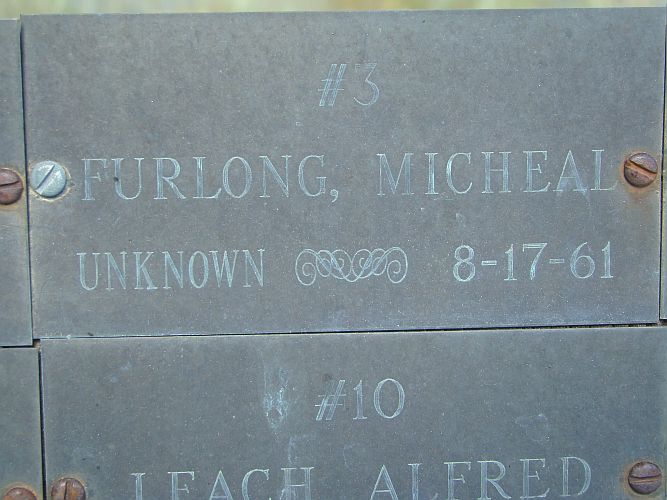 #3
FURLONG, MICHEAL
UNKNOWN 8-17-61
#10
LEACH ALFRED